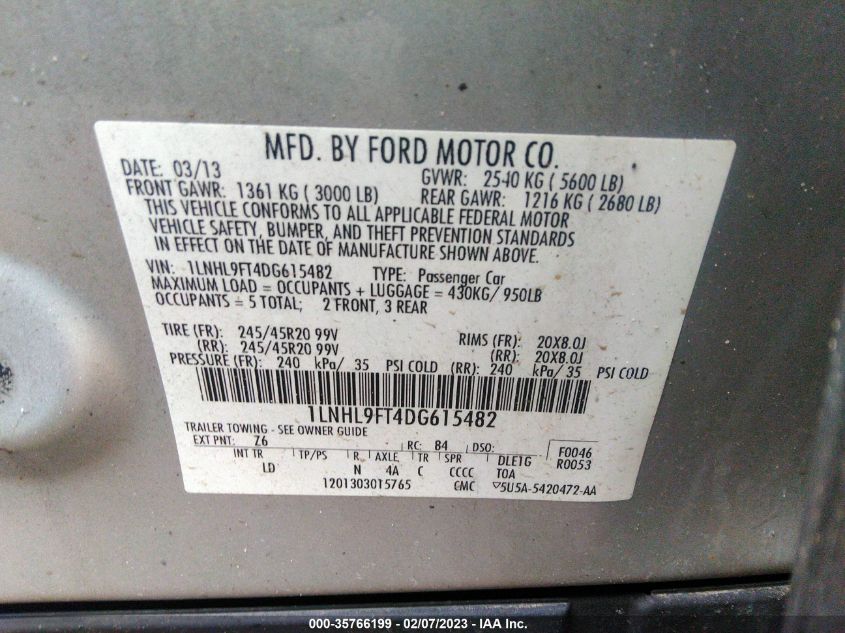 MFD. BY FORD MOTOR CO.
DATE: 03/13 GVWR: 2540 KG ( 5600 LB)
FRONT GAWR: 1361 KG ( 3000 LB) REAR GAWR: 1216 KG ( 2680 LB)
THIS VEHICLE CONFORMS TO ALL APPLICABLE FEDERAL MOTOR
VEHICLE SAFETY, BUMPER, AND THEFT PREVENTION STANDARDS
IN EFFECT ON THE DATE OF MANUFACTURE SHOWN ABOVE.
VIN: 1LNHL9FT4DG615482 TYPE: Passenger Car
MAXIMUM LOAD = OCCUPANTS + LUGGAGE = 430KG/ 950LB
OCCUPANTS = 5 TOTAL; 2 FRONT, 3 REAR
TIRE (FR): 245/45R20 99V RIMS (FR): 20X8.0J
(RR): 245/45R20 99V (RR): 20X8.0J
PRESSURE (FR): 240 kPa/ 35 PSI COLD (RR): 240 kPa/ 35 PSI COLD
1LNHL9FT4DG615482
TRAILER TOWING - SEE OWNER GUIDE
EXT PNT: Z6 RC: B4 DSO: F0046
INT TR TP/PS R AXLE TR SPR DLE1G R0053
LD N 4A C CCCC TOA
1201303015765 CMC ▽5U5A-5420472-AA
000-35766199 — 02/07/2023 — IAA Inc.